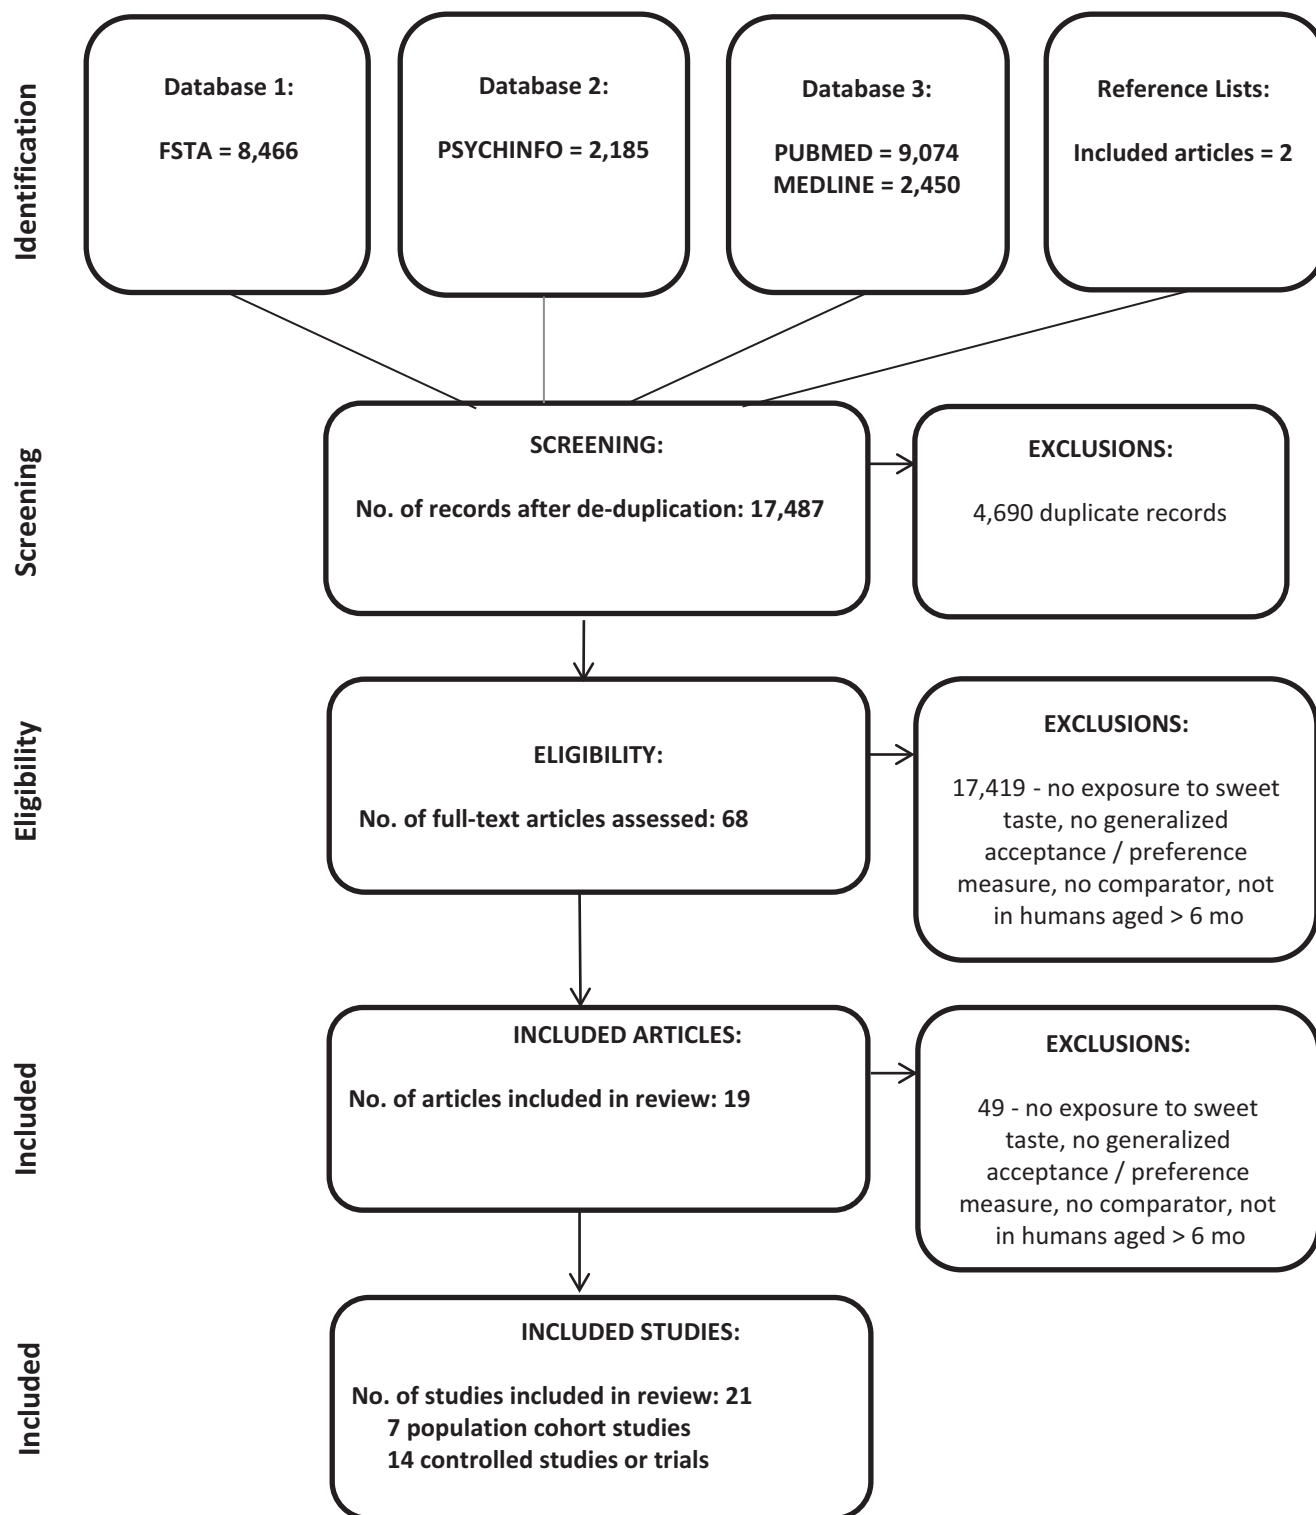 Identification
Database 1:
FSTA = 8,466
Database 2:
PSYCHINFO = 2,185
Database 3:
PUBMED = 9,074
MEDLINE = 2,450
Reference Lists:
Included articles = 2
Screening
SCREENING:
No. of records after de-duplication: 17,487
EXCLUSIONS:
4,690 duplicate records
Eligibility
ELIGIBILITY:
No. of full-text articles assessed: 68
EXCLUSIONS:
17,419 - no exposure to sweet
taste, no generalized
acceptance / preference
measure, no comparator, not
in humans aged > 6 mo
Included
INCLUDED ARTICLES:
No. of articles included in review: 19
EXCLUSIONS:
49 - no exposure to sweet
taste, no generalized
acceptance / preference
measure, no comparator, not
in humans aged > 6 mo
Included
INCLUDED STUDIES:
No. of studies included in review: 21
7 population cohort studies
14 controlled studies or trials